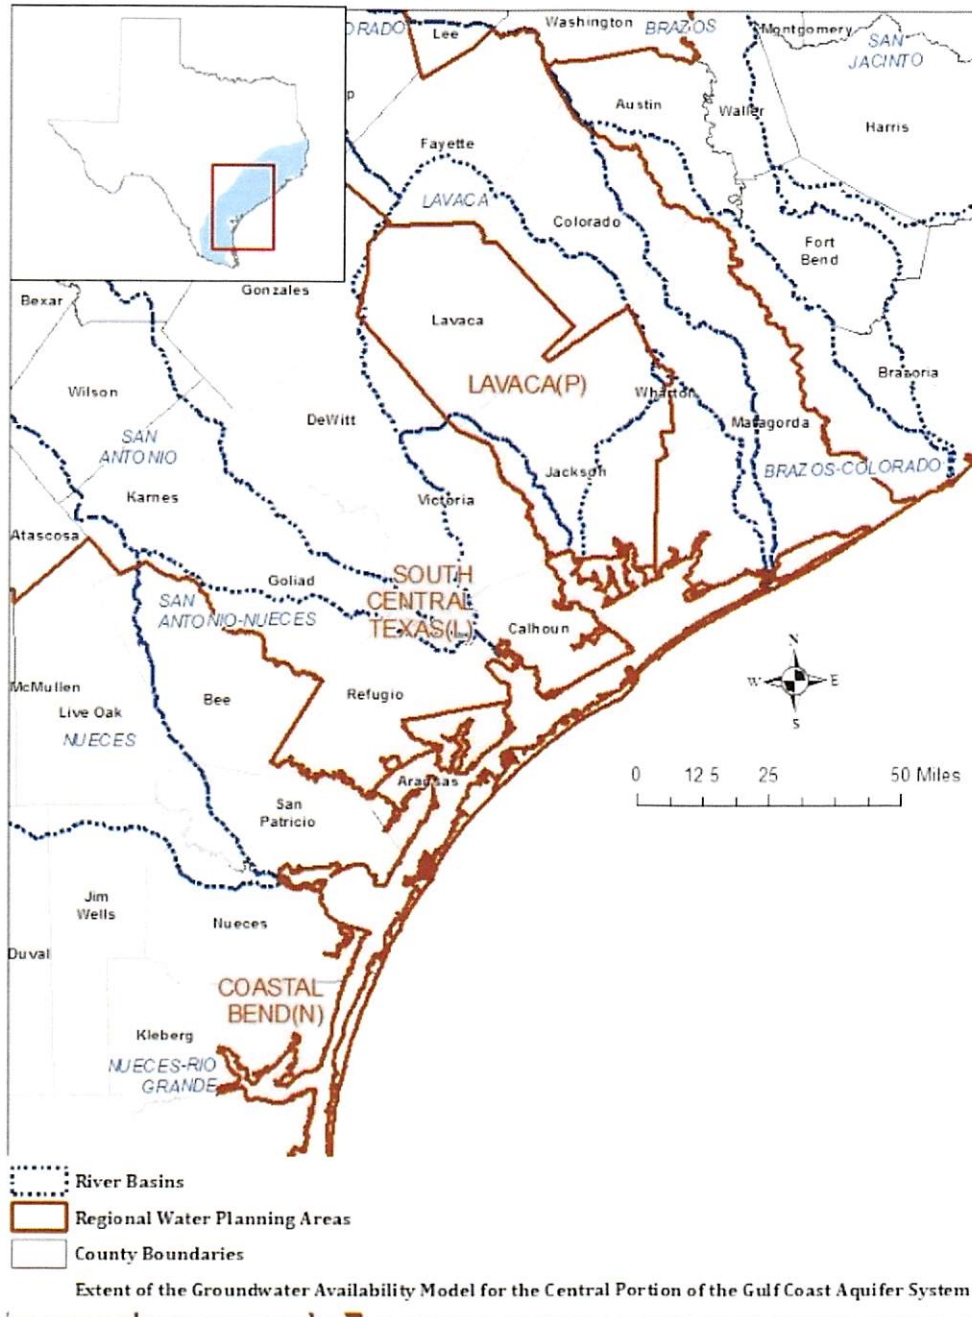 ORADO
Lee
Washington
BRAZOS
Montgomery
SAN
JACINTO
p
Austin
Waller
Harris
Fayette
LAVACA
Colorado
Fort
Bend
Gonzales
Bexar
Lavaca
Wilson
LAVACA(P)
Wharton
Brazoria
DeWitt
Matagorda
SAN
ANTONIO
BRAZOS-COLORADO
Karnes
Victoria
Jackson
Atascosa
Goliad
SOUTH
CENTRAL
TEXAS(L)
SAN
ANTONIO-NUECES
Calhoun
McMullen
Bee
Refugio
Live Oak
NUECES
N
W
E
S
Aransas
0 12 5 25 50 Miles
San
Patricio
Jim
Wells
Nueces
Duval
COASTAL
BEND(N)
Kleberg
NUECES-RIO
GRANDE
River Basins
Regional Water Planning Areas
County Boundaries
Extent of the Groundwater Availability Model for the Central Portion of the Gulf Coast Aquifer System